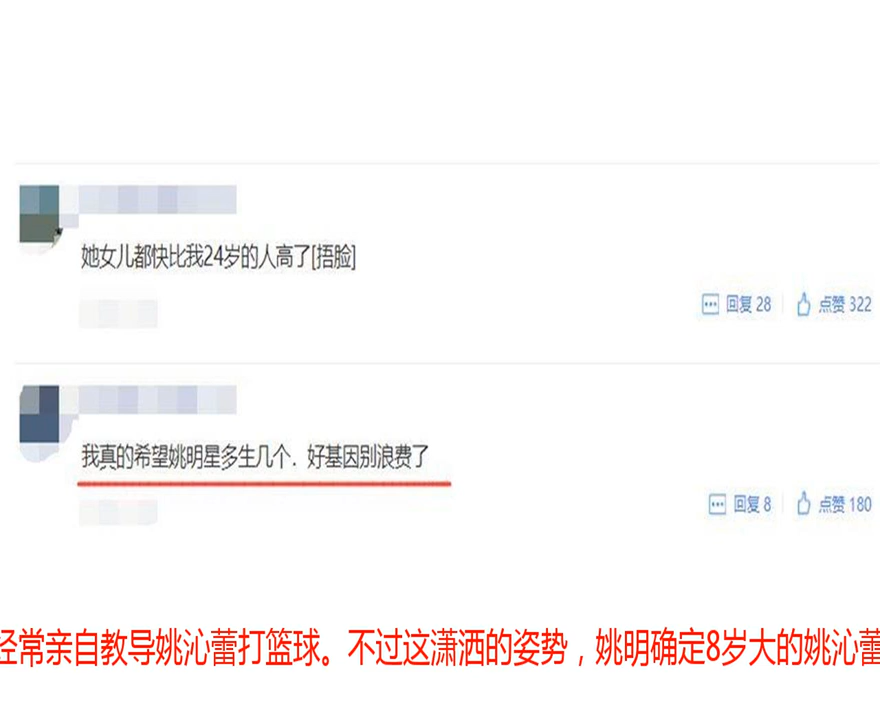 她女儿都快比我24岁的人高了[捂脸]
回复 28 点赞 322
我真的希望姚明星多生几个．好基因别浪费了
回复 8 点赞 180
经常亲自教导姚沁蕾打篮球。不过这潇洒的姿势，姚明确定8岁大的姚沁蕾